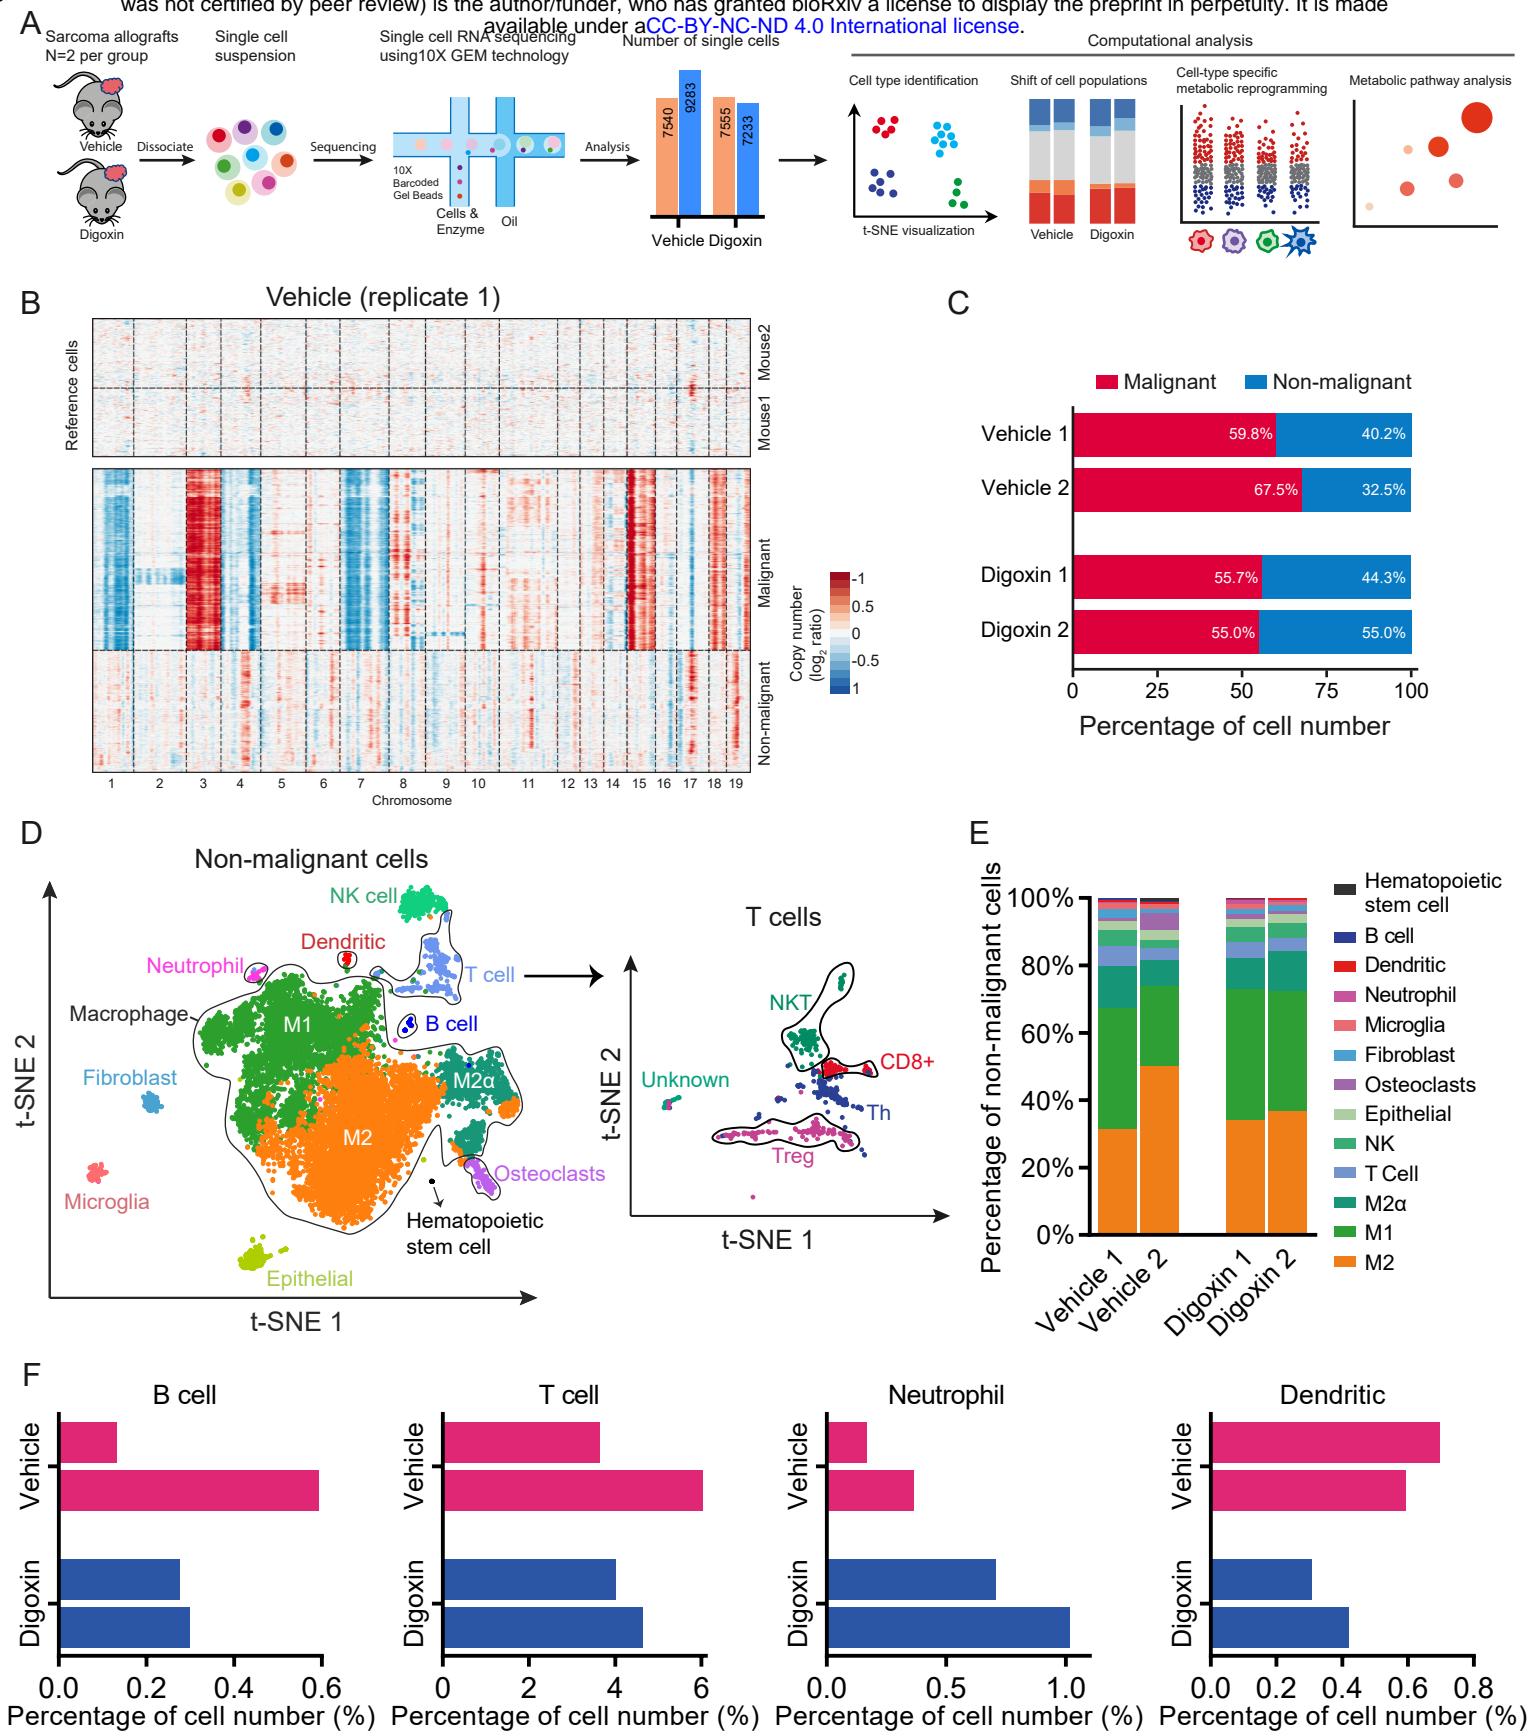 was not certified by peer review) is the author/funder, who has granted bioRxiv a license to display the preprint in perpetuity. It is made
available under aCC-BY-NC-ND 4.0 International license.
A
Sarcoma allografts
N=2 per group
Single cell
suspension
Single cell RNA sequencing
using10X GEM technology
Number of single cells
Computational analysis
Vehicle
Digoxin
Dissociate
Sequencing
10X
Barcoded
Gel Beads
Cells &
Enzyme
Oil
Analysis
7540
9283
7555
7233
Vehicle Digoxin
Cell type identification
t-SNE visualization
Shift of cell populations
Vehicle
Digoxin
Cell-type specific
metabolic reprogramming
Metabolic pathway analysis
B
Vehicle (replicate 1)
Reference cells
Mouse2
Mouse1
Malignant
Non-malignant
1 2 3 4 5 6 7 8 9 10 11 12 13 14 15 16 17 18 19
Chromosome
Copy number
(log2 ratio)
-1
0.5
0
-0.5
1
C
Malignant
Non-malignant
Vehicle 1
59.8%
40.2%
Vehicle 2
67.5%
32.5%
Digoxin 1
55.7%
44.3%
Digoxin 2
55.0%
55.0%
0 25 50 75 100
Percentage of cell number
D
Non-malignant cells
NK cell
Dendritic
Neutrophil
T cell
Macrophage
M1
B cell
Fibroblast
M2α
M2
Microglia
Osteoclasts
Hematopoietic
stem cell
Epithelial
t-SNE 2
t-SNE 1
T cells
NKT
CD8+
Unknown
Th
Treg
t-SNE 2
t-SNE 1
E
Percentage of non-malignant cells
100%
80%
60%
40%
20%
0%
Vehicle 1
Vehicle 2
Digoxin 1
Digoxin 2
Hematopoietic
stem cell
B cell
Dendritic
Neutrophil
Microglia
Fibroblast
Osteoclasts
Epithelial
NK
T Cell
M2α
M1
M2
F
B cell
Vehicle
Digoxin
0.0 0.2 0.4 0.6
Percentage of cell number (%)
T cell
Vehicle
Digoxin
0 2 4 6
Percentage of cell number (%)
Neutrophil
Vehicle
Digoxin
0.0 0.5 1.0
Percentage of cell number (%)
Dendritic
Vehicle
Digoxin
0.0 0.2 0.4 0.6 0.8
Percentage of cell number (%)